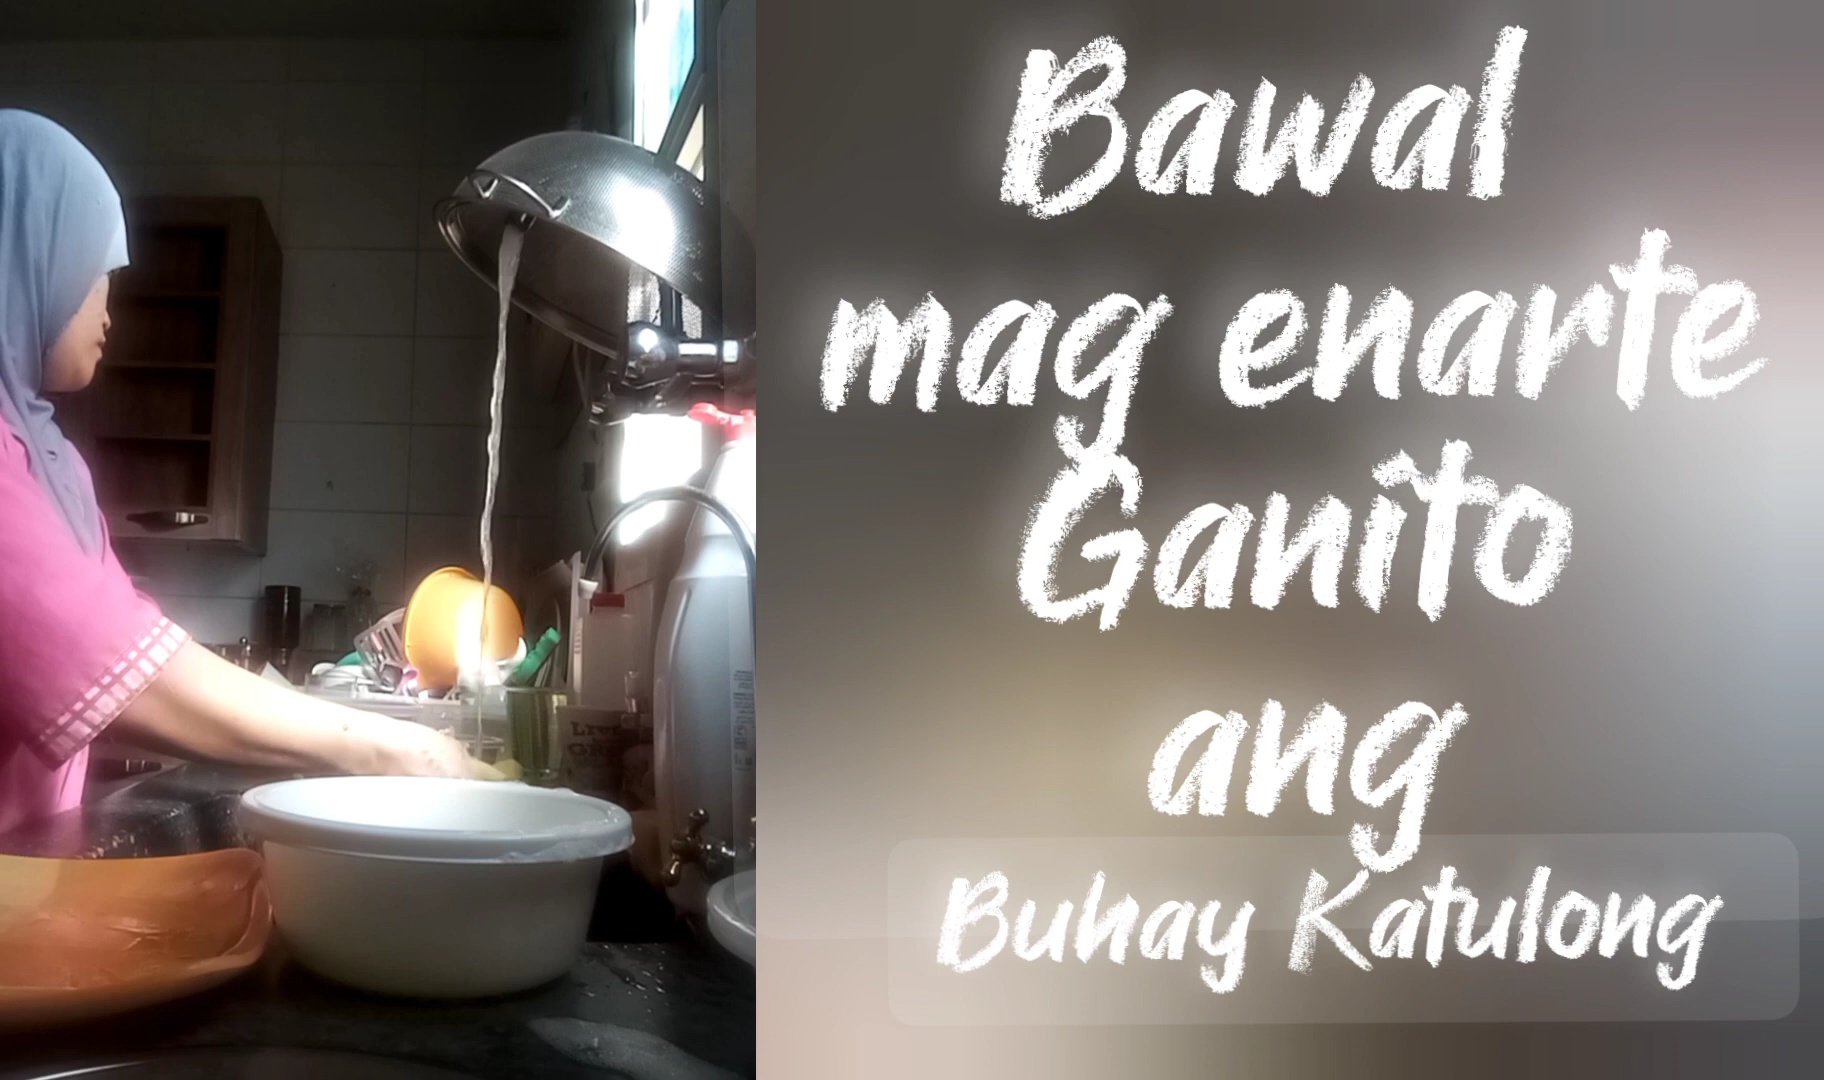 Bawal
mag enarte
Ganito
ang
Buhay Katulong